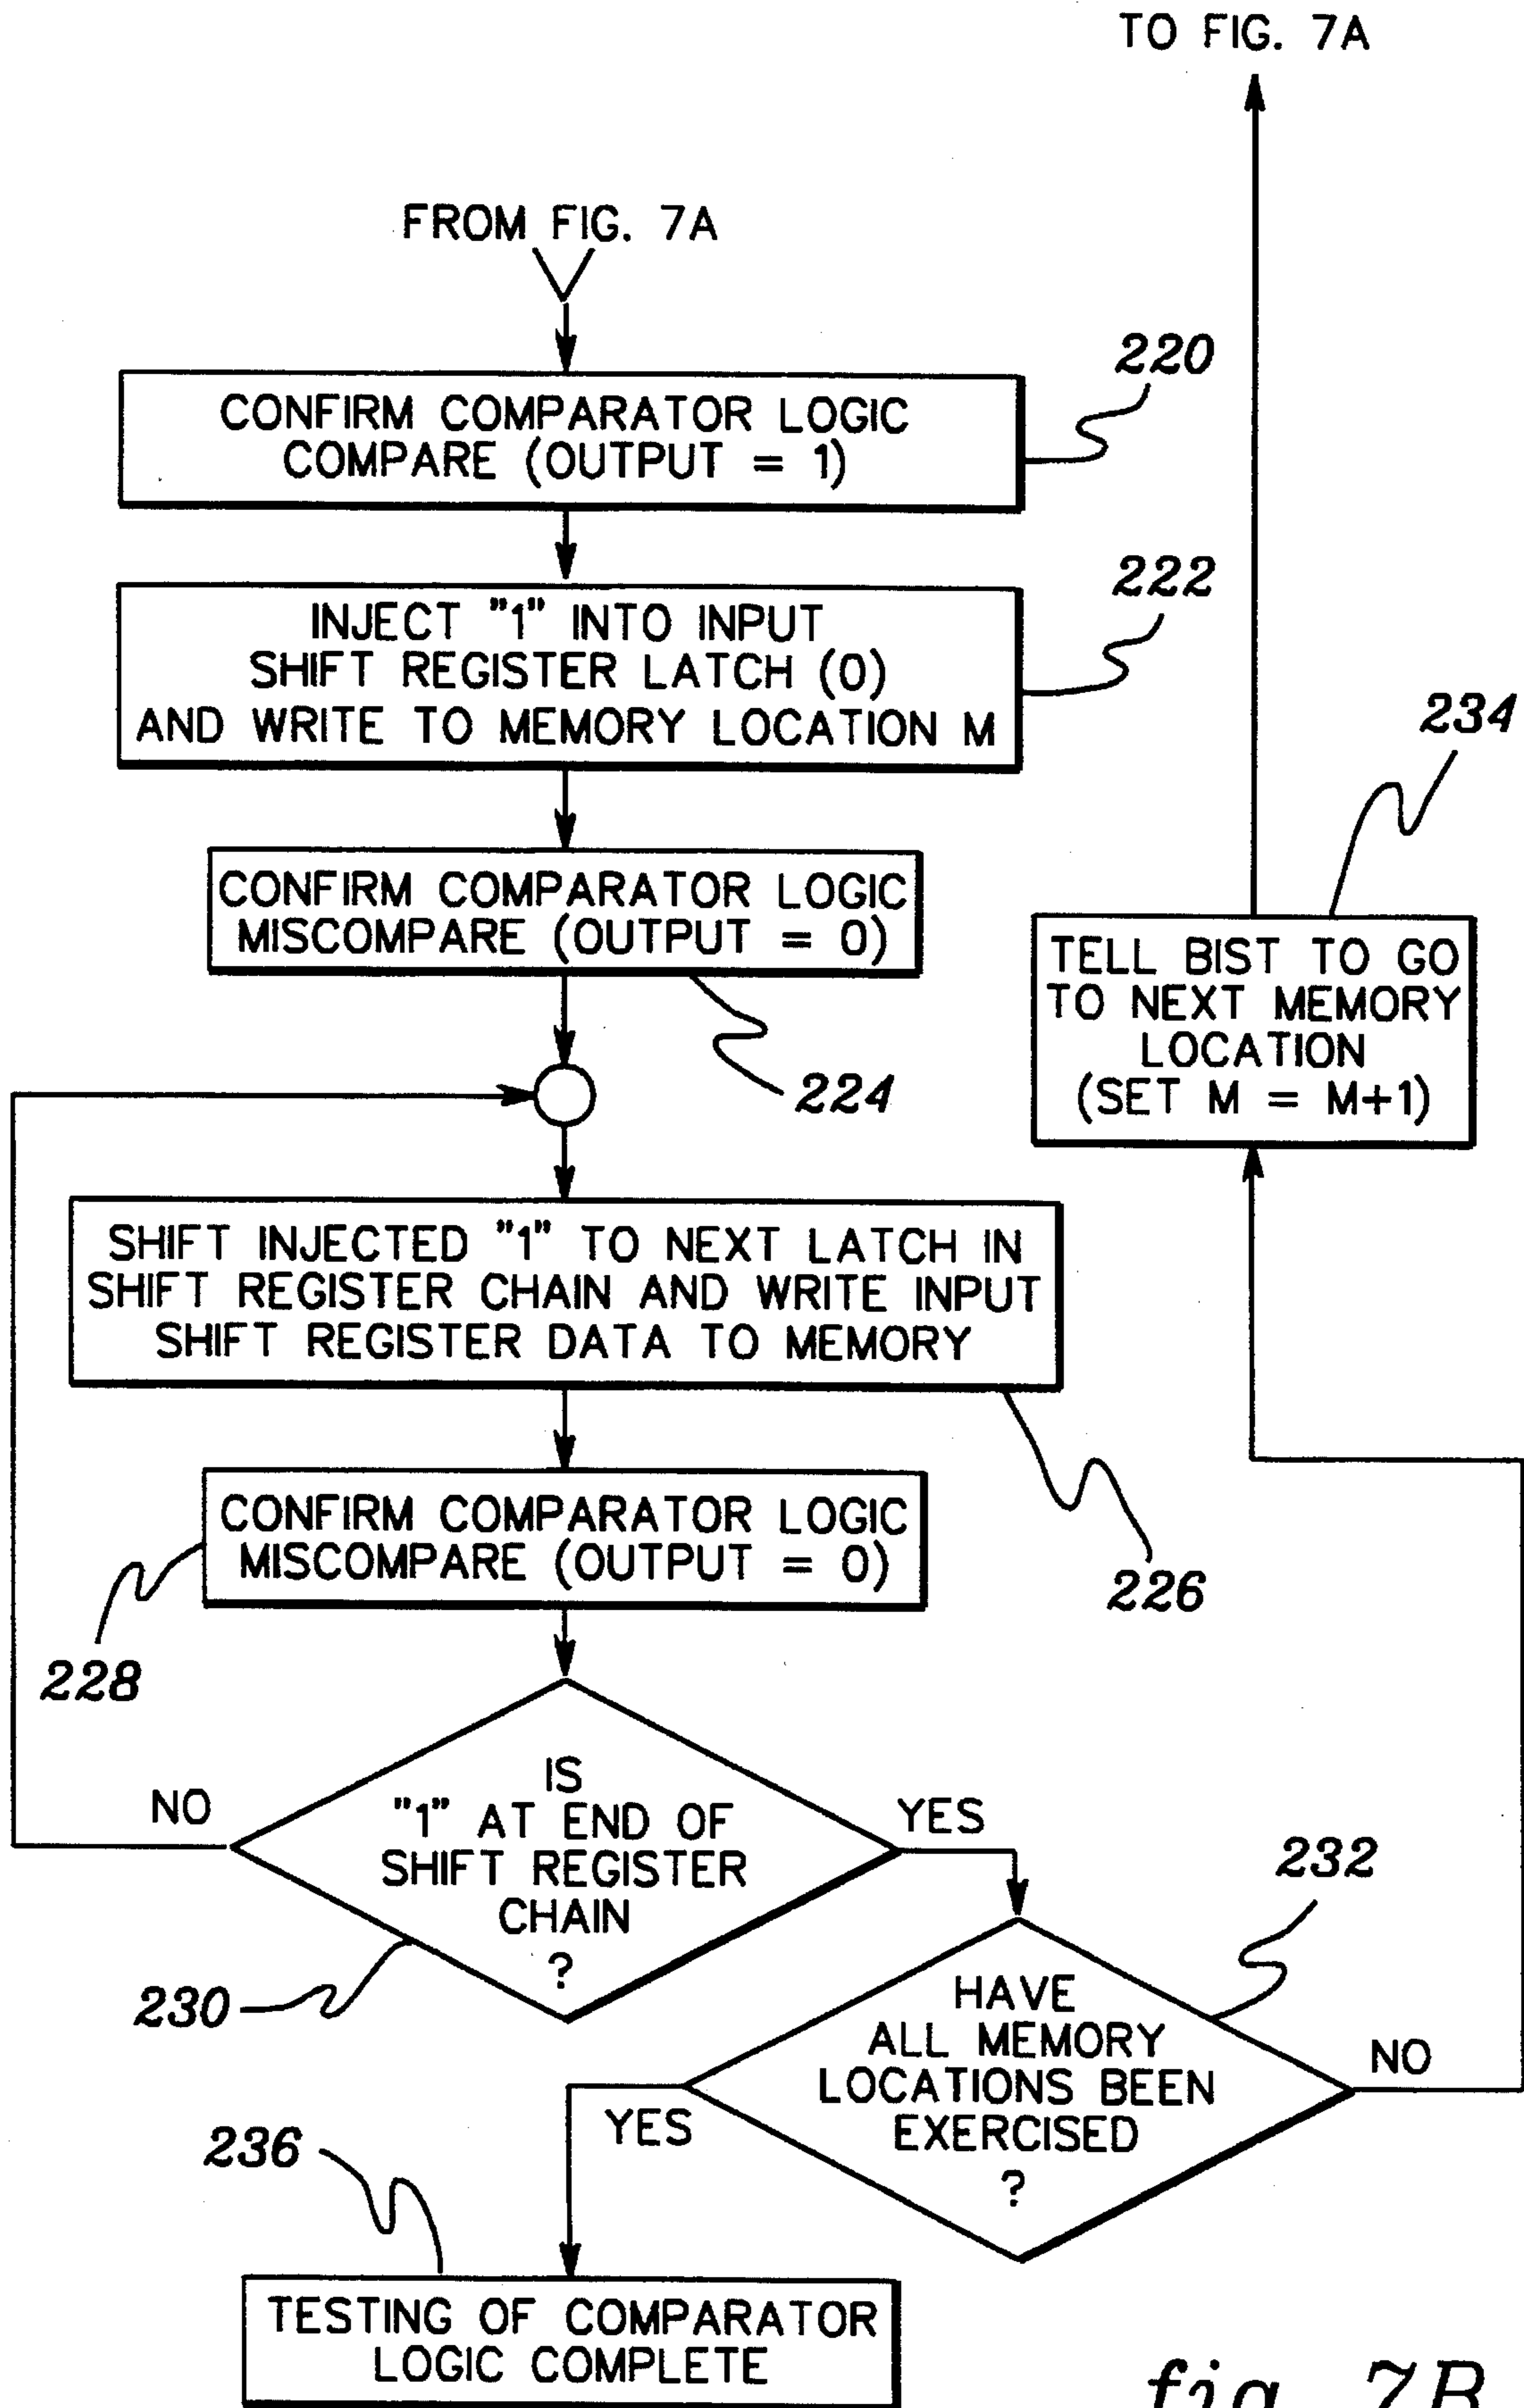 TO FIG. 7A
FROM FIG. 7A
220
CONFIRM COMPARATOR LOGIC
COMPARE (OUTPUT = 1)
222
INJECT "1" INTO INPUT
SHIFT REGISTER LATCH (0)
AND WRITE TO MEMORY LOCATION M
234
CONFIRM COMPARATOR LOGIC
MISCOMPARE (OUTPUT = 0)
TELL BIST TO GO
TO NEXT MEMORY
LOCATION
(SET M = M+1)
224
SHIFT INJECTED "1" TO NEXT LATCH IN
SHIFT REGISTER CHAIN AND WRITE INPUT
SHIFT REGISTER DATA TO MEMORY
CONFIRM COMPARATOR LOGIC
MISCOMPARE (OUTPUT = 0)
226
228
NO
IS
"1" AT END OF
SHIFT REGISTER
CHAIN
?
YES
230
232
HAVE
ALL MEMORY
LOCATIONS BEEN
EXERCISED
?
NO
YES
236
TESTING OF COMPARATOR
LOGIC COMPLETE
fig. 7B